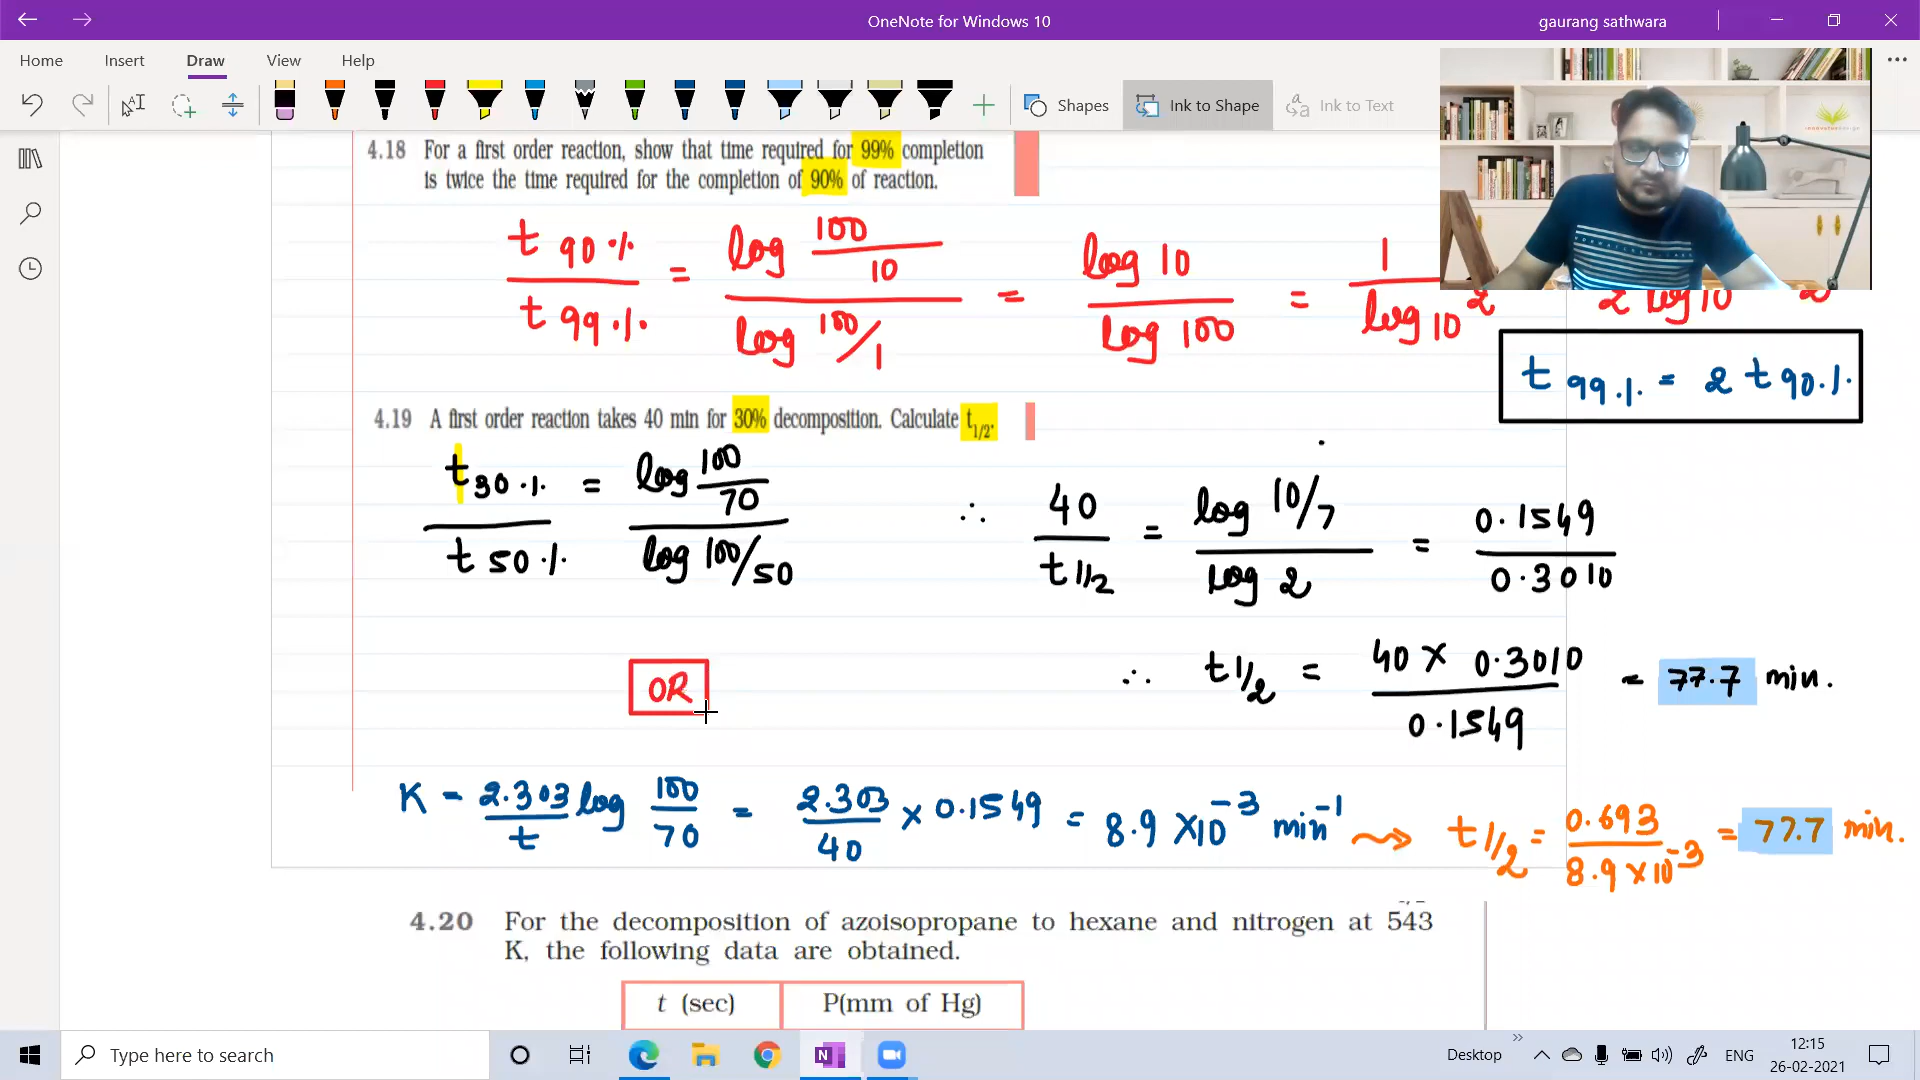 OneNote for Windows 10
gaurang sathwara
Home Insert Draw View Help
Shapes Ink to Shape Ink to Text
4.18 For a first order reaction, show that time required for 99% completion
is twice the time required for the completion of 90% of reaction.
t 90% / t 99% = log 100/10 / log 100/1 = log 10 / log 100 = 1 / log 10² 2 log 10 2
t 99% = 2 t 90%.
4.19 A first order reaction takes 40 min for 30% decomposition. Calculate t1/2.
t30% / t50% = log 100/70 / log 100/50 ∴ 40 / t1/2 = log 10/7 / log 2 = 0.1549 / 0.3010
∴ t1/2 = 40 × 0.3010 / 0.1549 = 77.7 min.
OR
K = 2.303/t log 100/70 = 2.303/40 × 0.1549 = 8.9 ×10⁻³ min⁻¹ ⇝ t1/2 = 0.693 / 8.9×10⁻³ = 77.7 min.
4.20 For the decomposition of azoisopropane to hexane and nitrogen at 543
K, the following data are obtained.
t (sec) P(mm of Hg)
Type here to search
Desktop
ENG
12:15
26-02-2021